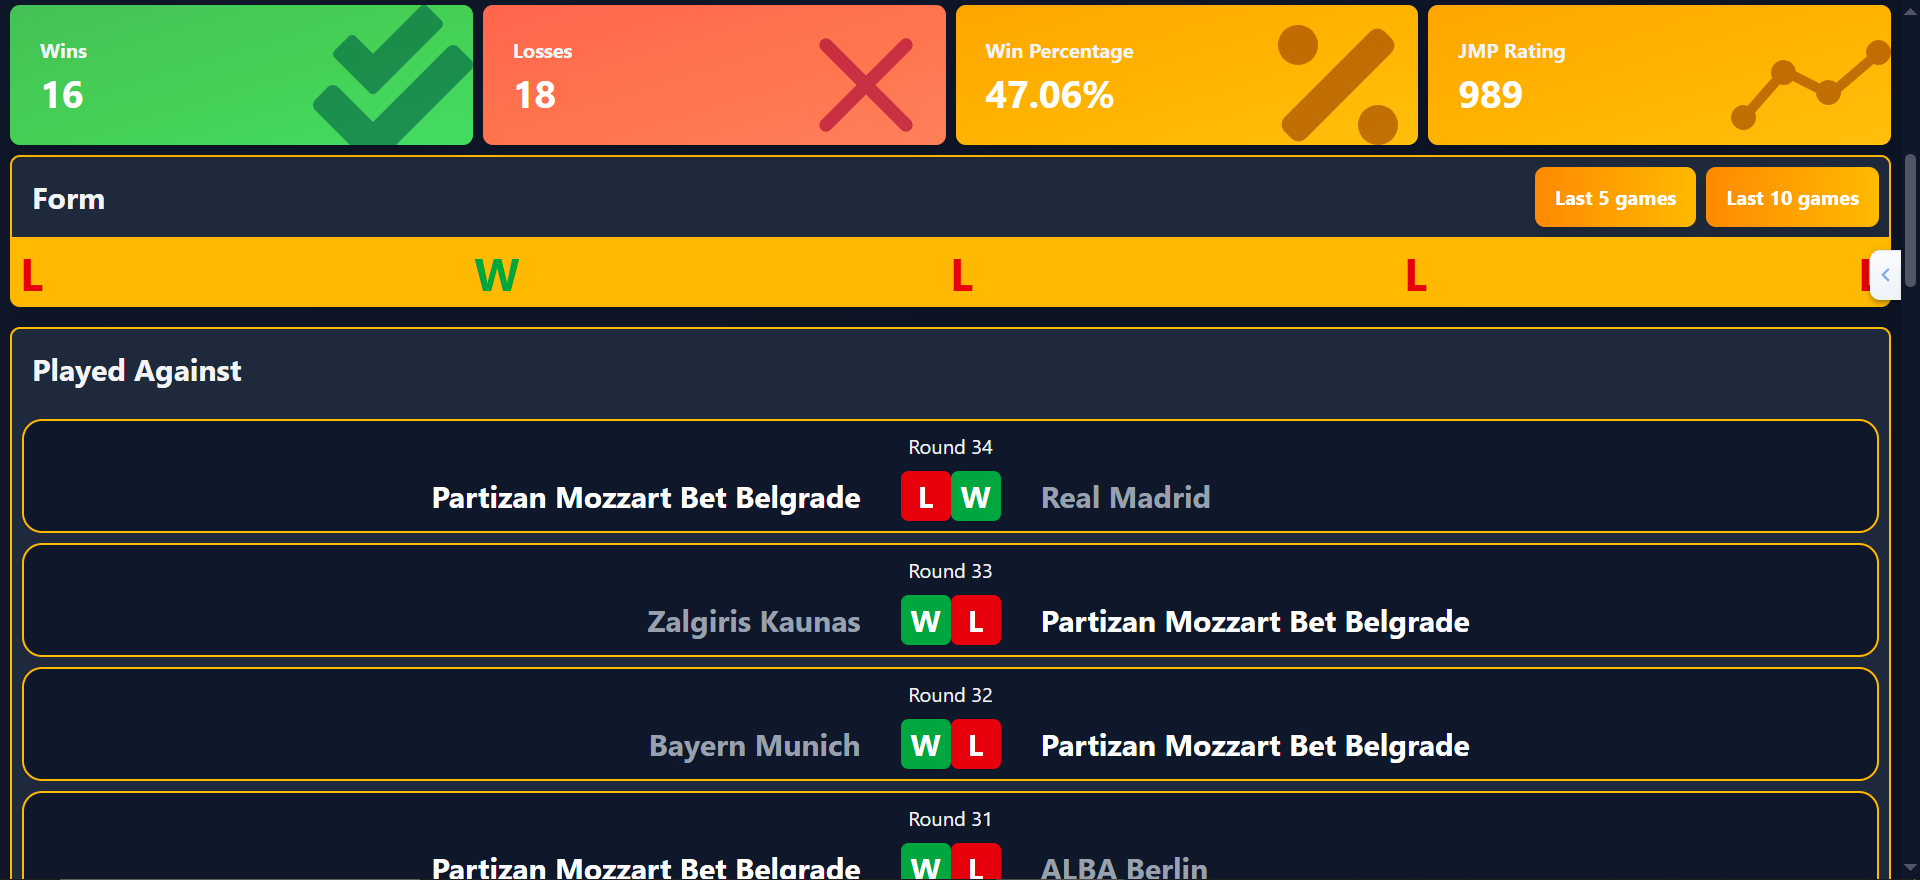 Wins
16
Losses
18
Win Percentage
47.06%
JMP Rating
989
Form
Last 5 games
Last 10 games
L W L L L
Played Against
Round 34
Partizan Mozzart Bet Belgrade L W Real Madrid
Round 33
Zalgiris Kaunas W L Partizan Mozzart Bet Belgrade
Round 32
Bayern Munich W L Partizan Mozzart Bet Belgrade
Round 31
Partizan Mozzart Bet Belgrade W L ALBA Berlin